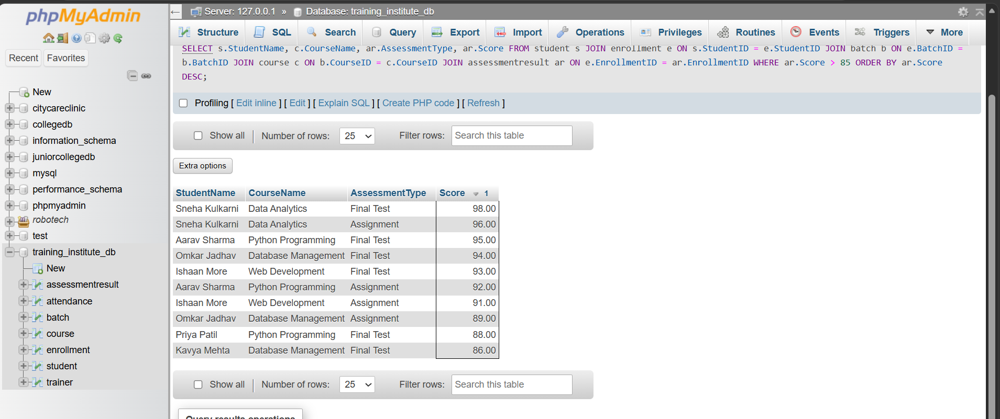 phpMyAdmin
Recent Favorites
New
citycareclinic
collegedb
information_schema
juniorcollegedb
mysql
performance_schema
phpmyadmin
robotech
test
training_institute_db
New
assessmentresult
attendance
batch
course
enrollment
student
trainer
← Server: 127.0.0.1 » Database: training_institute_db
Structure SQL Search Query Export Import Operations Privileges Routines Events Triggers More
SELECT s.StudentName, c.CourseName, ar.AssessmentType, ar.Score FROM student s JOIN enrollment e ON s.StudentID = e.StudentID JOIN batch b ON e.BatchID =
b.BatchID JOIN course c ON b.CourseID = c.CourseID JOIN assessmentresult ar ON e.EnrollmentID = ar.EnrollmentID WHERE ar.Score > 85 ORDER BY ar.Score
DESC;
Profiling [ Edit inline ] [ Edit ] [ Explain SQL ] [ Create PHP code ] [ Refresh ]
Show all Number of rows: 25 Filter rows: Search this table
Extra options
StudentName CourseName AssessmentType Score 1
Sneha Kulkarni Data Analytics Final Test 98.00
Sneha Kulkarni Data Analytics Assignment 96.00
Aarav Sharma Python Programming Final Test 95.00
Omkar Jadhav Database Management Final Test 94.00
Ishaan More Web Development Final Test 93.00
Aarav Sharma Python Programming Assignment 92.00
Ishaan More Web Development Assignment 91.00
Omkar Jadhav Database Management Assignment 89.00
Priya Patil Python Programming Final Test 88.00
Kavya Mehta Database Management Final Test 86.00
Show all Number of rows: 25 Filter rows: Search this table
Query results operations